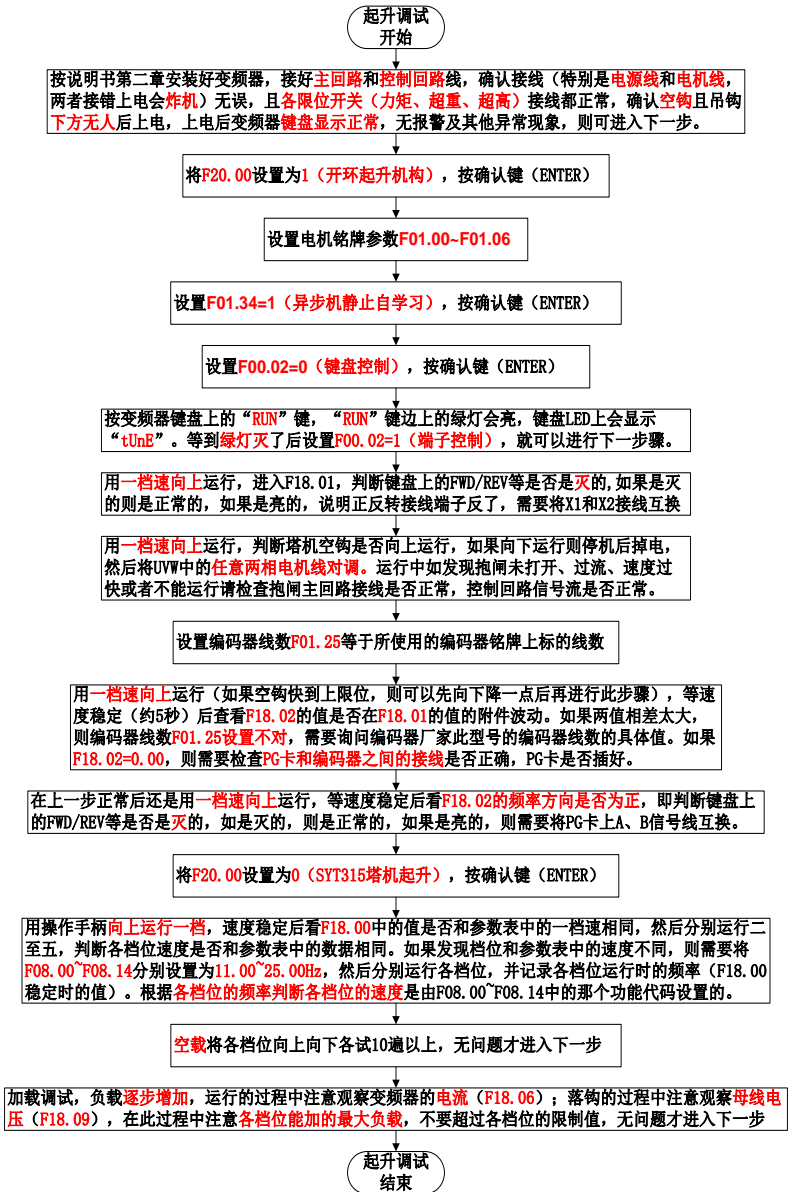 起升调试
开始
按说明书第二章安装好变频器，接好主回路和控制回路线，确认接线（特别是电源线和电机线，
两者接错上电会炸机）无误，且各限位开关（力矩、超重、超高）接线都正常，确认空钩且吊钩
下方无人后上电，上电后变频器键盘显示正常，无报警及其他异常现象，则可进入下一步。
将F20.00设置为1（开环起升机构），按确认键（ENTER）
设置电机铭牌参数F01.00~F01.06
设置F01.34=1（异步机静止自学习），按确认键（ENTER）
设置F00.02=0（键盘控制），按确认键（ENTER）
按变频器键盘上的“RUN”键，“RUN”键边上的绿灯会亮，键盘LED上会显示
“tUnE”。等到绿灯灭了后设置F00.02=1（端子控制），就可以进行下一步骤。
用一档速向上运行，进入F18.01，判断键盘上的FWD/REV等是否是灭的,如果是灭
的则是正常的，如果是亮的，说明正反转接线端子反了，需要将X1和X2接线互换
用一档速向上运行，判断塔机空钩是否向上运行，如果向下运行则停机后掉电，
然后将UVW中的任意两相电机线对调。运行中如发现抱闸未打开、过流、速度过
快或者不能运行请检查抱闸主回路接线是否正常，控制回路信号流是否正常。
设置编码器线数F01.25等于所使用的编码器铭牌上标的线数
用一档速向上运行（如果空钩快到上限位，则可以先向下降一点后再进行此步骤），等速
度稳定（约5秒）后查看F18.02的值是否在F18.01的值的附件波动。如果两值相差太大，
则编码器线数F01.25设置不对，需要询问编码器厂家此型号的编码器线数的具体值。如果
F18.02=0.00，则需要检查PG卡和编码器之间的接线是否正确，PG卡是否插好。
在上一步正常后还是用一档速向上运行，等速度稳定后看F18.02的频率方向是否为正，即判断键盘上
的FWD/REV等是否是灭的，如是灭的，则是正常的，如果是亮的，则需要将PG卡上A、B信号线互换。
将F20.00设置为0（SYT315塔机起升），按确认键（ENTER）
用操作手柄向上运行一档，速度稳定后看F18.00中的值是否和参数表中的一档速相同，然后分别运行二
至五，判断各档位速度是否和参数表中的数据相同。如果发现档位和参数表中的速度不同，则需要将
F08.00~F08.14分别设置为11.00~25.00Hz，然后分别运行各档位，并记录各档位运行时的频率（F18.00
稳定时的值）。根据各档位的频率判断各档位的速度是由F08.00~F08.14中的那个功能代码设置的。
空载将各档位向上向下各试10遍以上，无问题才进入下一步
加载调试，负载逐步增加，运行的过程中注意观察变频器的电流（F18.06）；落钩的过程中注意观察母线电
压（F18.09），在此过程中注意各档位能加的最大负载，不要超过各档位的限制值，无问题才进入下一步
起升调试
结束